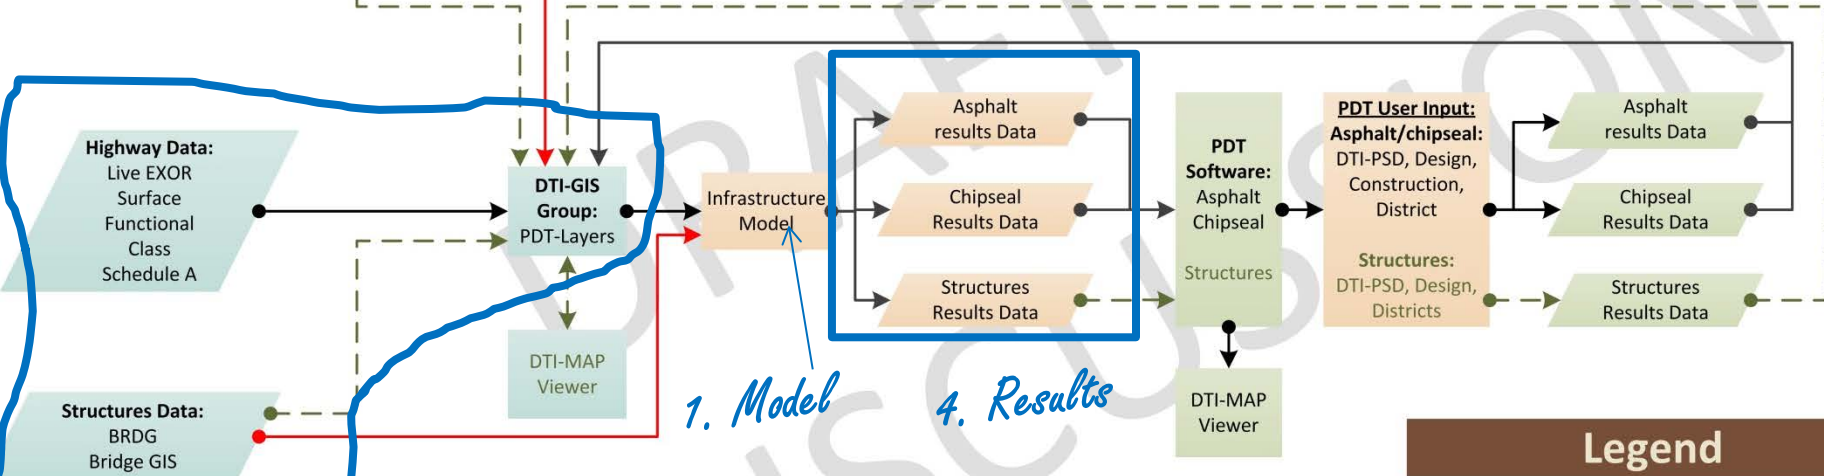 Highway Data:
Live EXOR
Surface
Functional
Class
Schedule A
Structures Data:
BRDG
Bridge GIS
DTI-GIS
Group:
PDT-Layers
DTI-MAP
Viewer
Infrastructure
Model
1. Model
Asphalt
results Data
Chipseal
Results Data
Structures
Results Data
4. Results
PDT
Software:
Asphalt
Chipseal
Structures
DTI-MAP
Viewer
PDT User Input:
Asphalt/chipseal:
DTI-PSD, Design,
Construction,
District
Structures:
DTI-PSD, Design,
Districts
Asphalt
results Data
Chipseal
Results Data
Structures
Results Data
Legend
DRAFT